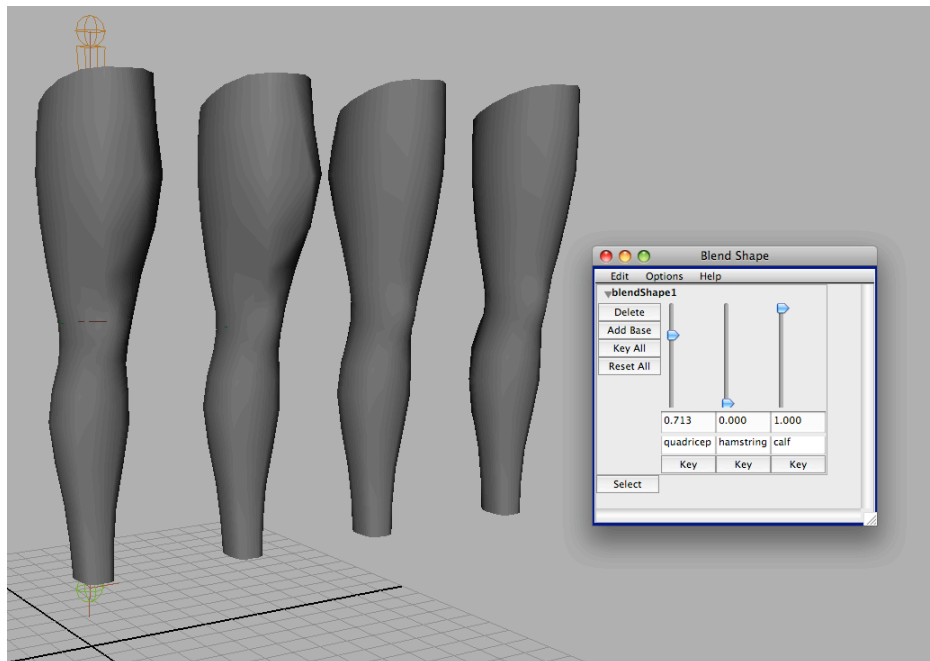 Blend Shape
Edit Options Help
blendShape1
Delete
Add Base
Key All
Reset All
0.713 0.000 1.000
quadricep hamstring calf
Key Key Key
Select